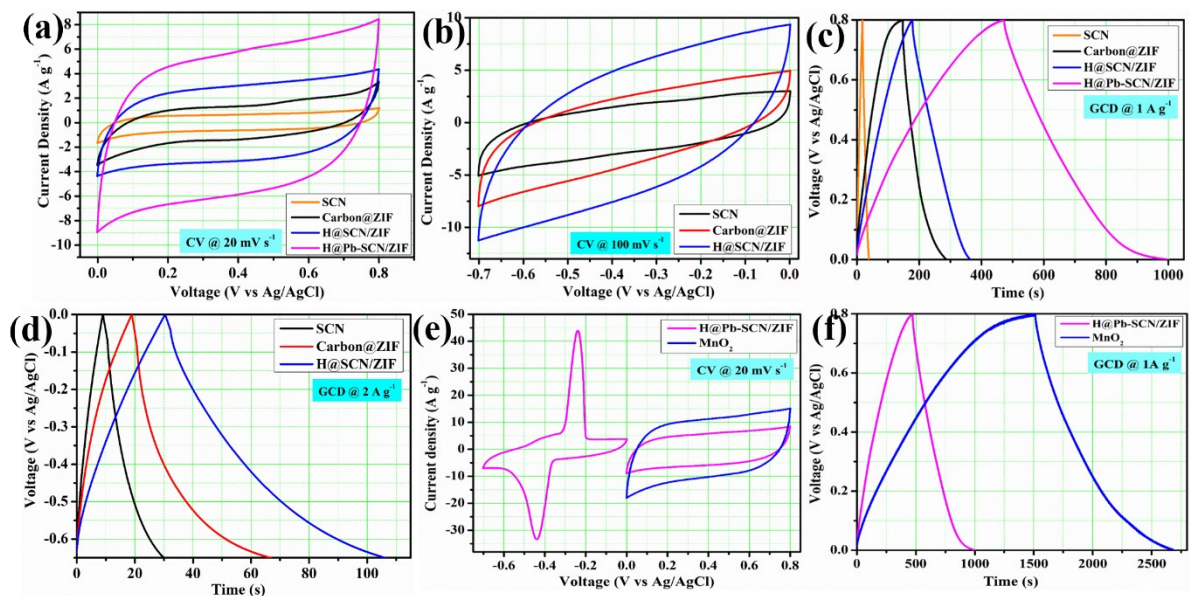 (a)
8
6
4
2
0
-2
-4
-6
-8
-10
Current Density (A g-1)
SCN
Carbon@ZIF
H@SCN/ZIF
H@Pb-SCN/ZIF
CV @ 20 mV s-1
0.0 0.2 0.4 0.6 0.8
Voltage (V vs Ag/AgCl)
(b)
10
5
0
-5
-10
Current Density (A g-1)
SCN
Carbon@ZIF
H@SCN/ZIF
CV @ 100 mV s-1
-0.7 -0.6 -0.5 -0.4 -0.3 -0.2 -0.1 0.0
Voltage (V vs Ag/AgCl)
(c)
0.8
0.6
0.4
0.2
0.0
Voltage (V vs Ag/AgCl)
SCN
Carbon@ZIF
H@SCN/ZIF
H@Pb-SCN/ZIF
GCD @ 1 A g-1
0 200 400 600 800 1000
Time (s)
(d)
0.0
-0.1
-0.2
-0.3
-0.4
-0.5
-0.6
Voltage (V vs Ag/AgCl)
SCN
Carbon@ZIF
H@SCN/ZIF
GCD @ 2 A g-1
0 20 40 60 80 100
Time (s)
(e)
50
40
30
20
10
0
-10
-20
-30
Current density (A g-1)
H@Pb-SCN/ZIF
MnO2
CV @ 20 mV s-1
-0.6 -0.4 -0.2 0.0 0.2 0.4 0.6 0.8
Voltage (V vs Ag/AgCl)
(f)
0.8
0.6
0.4
0.2
0.0
Voltage (V vs Ag/AgCl)
H@Pb-SCN/ZIF
MnO2
GCD @ 1A g-1
0 500 1000 1500 2000 2500
Time (s)